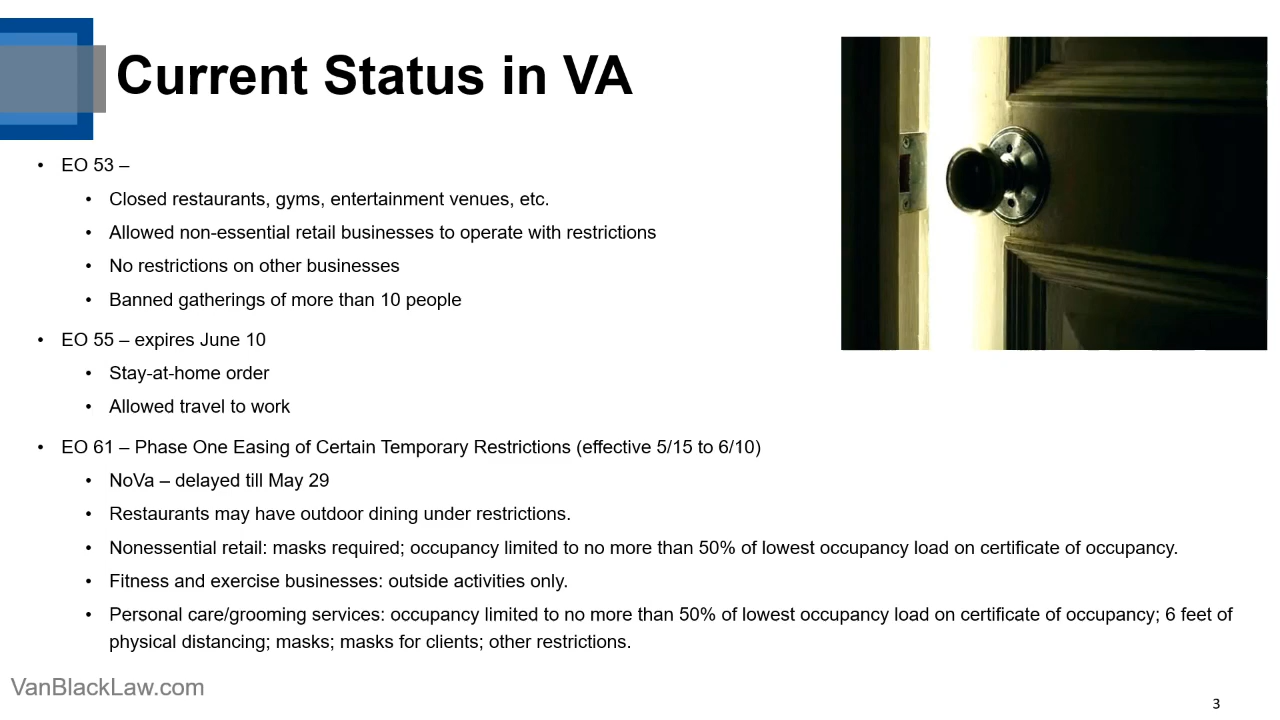 Current Status in VA
• EO 53 –
• Closed restaurants, gyms, entertainment venues, etc.
• Allowed non-essential retail businesses to operate with restrictions
• No restrictions on other businesses
• Banned gatherings of more than 10 people
• EO 55 – expires June 10
• Stay-at-home order
• Allowed travel to work
• EO 61 – Phase One Easing of Certain Temporary Restrictions (effective 5/15 to 6/10)
• NoVa – delayed till May 29
• Restaurants may have outdoor dining under restrictions.
• Nonessential retail: masks required; occupancy limited to no more than 50% of lowest occupancy load on certificate of occupancy.
• Fitness and exercise businesses: outside activities only.
• Personal care/grooming services: occupancy limited to no more than 50% of lowest occupancy load on certificate of occupancy; 6 feet of
physical distancing; masks; masks for clients; other restrictions.
VanBlackLaw.com
3